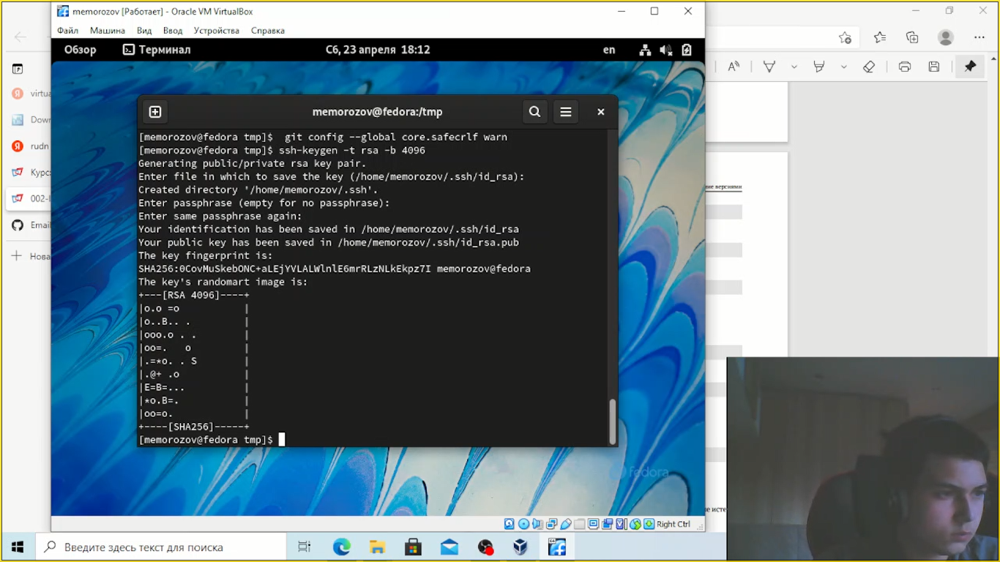 memorozov [Работает] - Oracle VM VirtualBox
Файл Машина Вид Ввод Устройства Справка
Обзор Терминал Сб, 23 апреля 18:12 en
virtua
Down
rudn
Курс:
002-l
Email
Нова
memorozov@fedora:/tmp
[memorozov@fedora tmp]$  git config --global core.safecrlf warn
[memorozov@fedora tmp]$ ssh-keygen -t rsa -b 4096
Generating public/private rsa key pair.
Enter file in which to save the key (/home/memorozov/.ssh/id_rsa):
Created directory '/home/memorozov/.ssh'.
Enter passphrase (empty for no passphrase):
Enter same passphrase again:
Your identification has been saved in /home/memorozov/.ssh/id_rsa
Your public key has been saved in /home/memorozov/.ssh/id_rsa.pub
The key fingerprint is:
SHA256:0CovMuSkebONC+aLEjYVLALWlnlE6mrRLzNLkEkpz7I memorozov@fedora
The key's randomart image is:
+---[RSA 4096]----+
|o.o =o           |
|o..B.. .         |
|ooo.o . .        |
|oo=.   o         |
|.=*o. . S        |
|.@+ .o           |
|E=B=...          |
|*o.B=.           |
|oo=o.            |
+----[SHA256]-----+
[memorozov@fedora tmp]$
fedora
ие версиями
Right Ctrl
Введите здесь текст для поиска